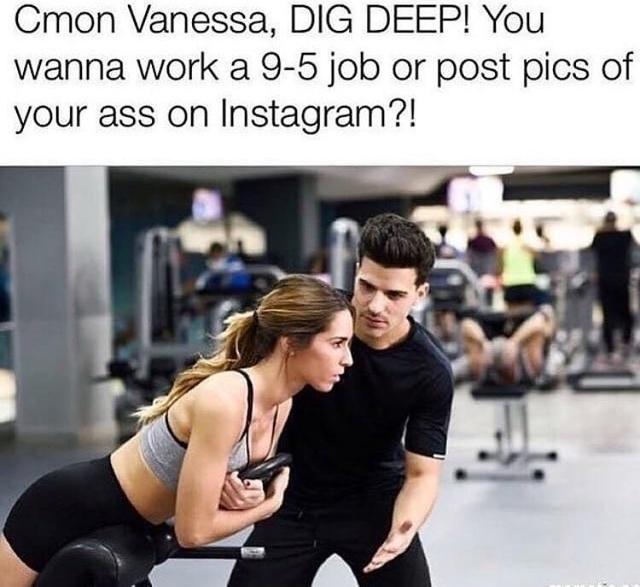 Cmon Vanessa, DIG DEEP! You
wanna work a 9-5 job or post pics of
your ass on Instagram?!